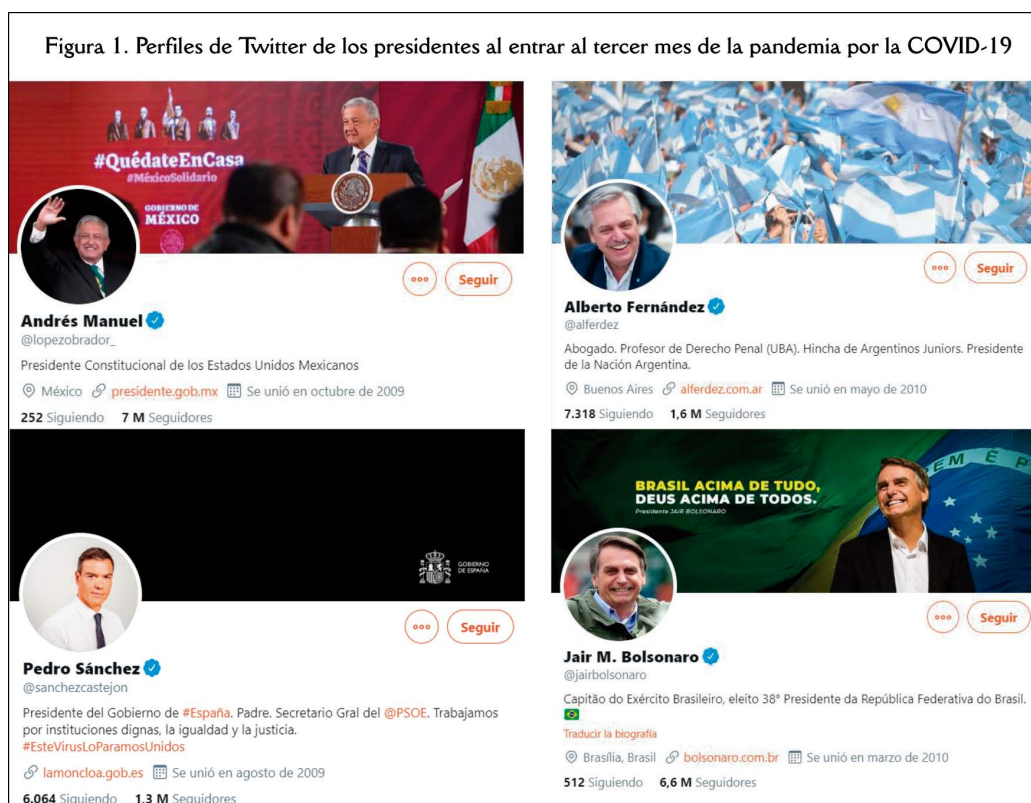 Figura 1. Perfiles de Twitter de los presidentes al entrar al tercer mes de la pandemia por la COVID-19
#QuédateEnCasa
#MéxicoSolidario
GOBIERNO DE
MÉXICO
Seguir
Andrés Manuel
@lopezobrador_
Presidente Constitucional de los Estados Unidos Mexicanos
México presidente.gob.mx Se unió en octubre de 2009
252 Siguiendo 7 M Seguidores
Seguir
Alberto Fernández
@alferdez
Abogado. Profesor de Derecho Penal (UBA). Hincha de Argentinos Juniors. Presidente
de la Nación Argentina.
Buenos Aires alferdez.com.ar Se unió en mayo de 2010
7.318 Siguiendo 1,6 M Seguidores
GOBIERNO
DE ESPAÑA
Seguir
Pedro Sánchez
@sanchezcastejon
Presidente del Gobierno de #España. Padre. Secretario Gral del @PSOE. Trabajamos
por instituciones dignas, la igualdad y la justicia.
#EsteVirusLoParamosUnidos
lamoncloa.gob.es Se unió en agosto de 2009
6.064 Siguiendo 1,3 M Seguidores
BRASIL ACIMA DE TUDO,
DEUS ACIMA DE TODOS.
Presidente JAIR BOLSONARO
EM E P
Seguir
Jair M. Bolsonaro
@jairbolsonaro
Capitão do Exército Brasileiro, eleito 38° Presidente da República Federativa do Brasil.
Traducir la biografía
Brasília, Brasil bolsonaro.com.br Se unió en marzo de 2010
512 Siguiendo 6,6 M Seguidores